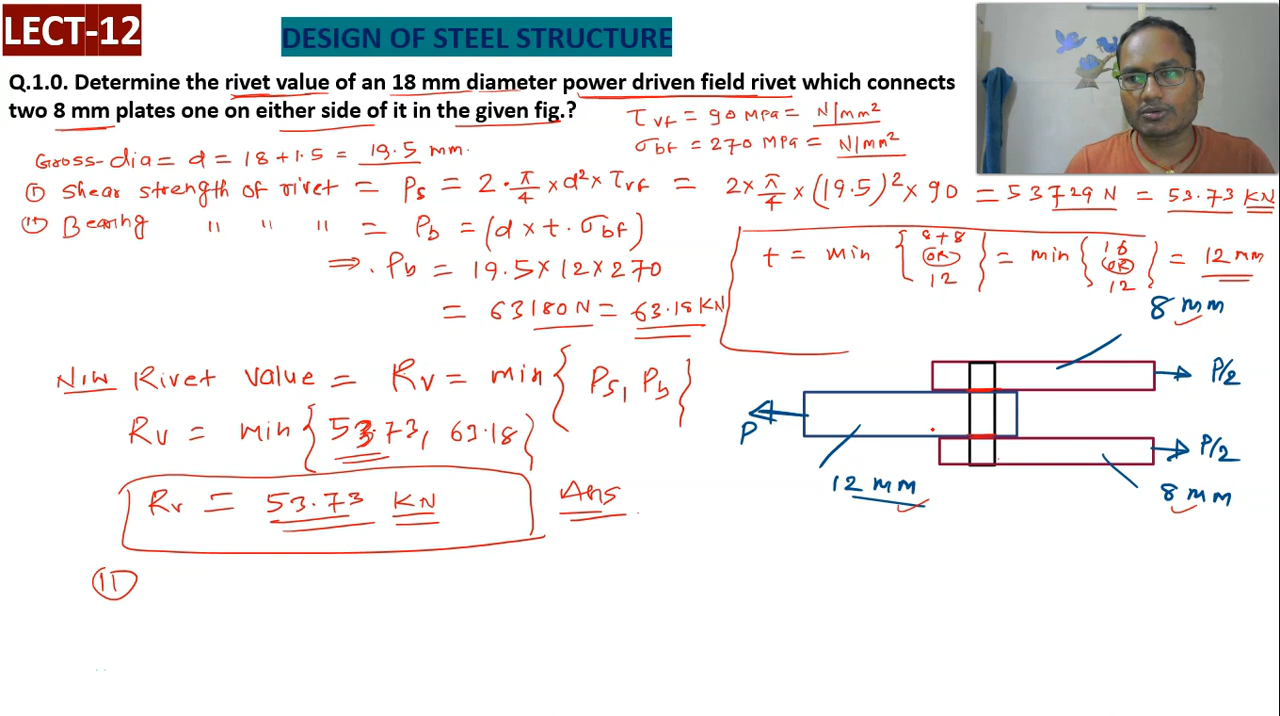 LECT-12
DESIGN OF STEEL STRUCTURE
Q.1.0. Determine the rivet value of an 18 mm diameter power driven field rivet which connects
two 8 mm plates one on either side of it in the given fig.?
τvf = 90 MPa = N/mm²
σbf = 270 MPa = N/mm²
Gross-dia = d = 18 + 1.5 = 19.5 mm.
(i) Shear strength of rivet = Ps = 2·π/4 × d² × τvf = 2 × π/4 × (19.5)² × 90 = 53729 N = 53.73 KN
(ii) Bearing " " " = Pb = (d × t · σbf)
⇒ Pb = 19.5 × 12 × 270
= 63180 N = 63.18 KN
t = min { 8+8 OR 12 } = min { 16 OR 12 } = 12 mm
Now Rivet value = Rv = min { Ps, Pb }
Rv = min { 53.73, 63.18 }
Rv = 53.73 KN Ans
(11)
8 mm
P/2
P
12 mm
P/2
8 mm